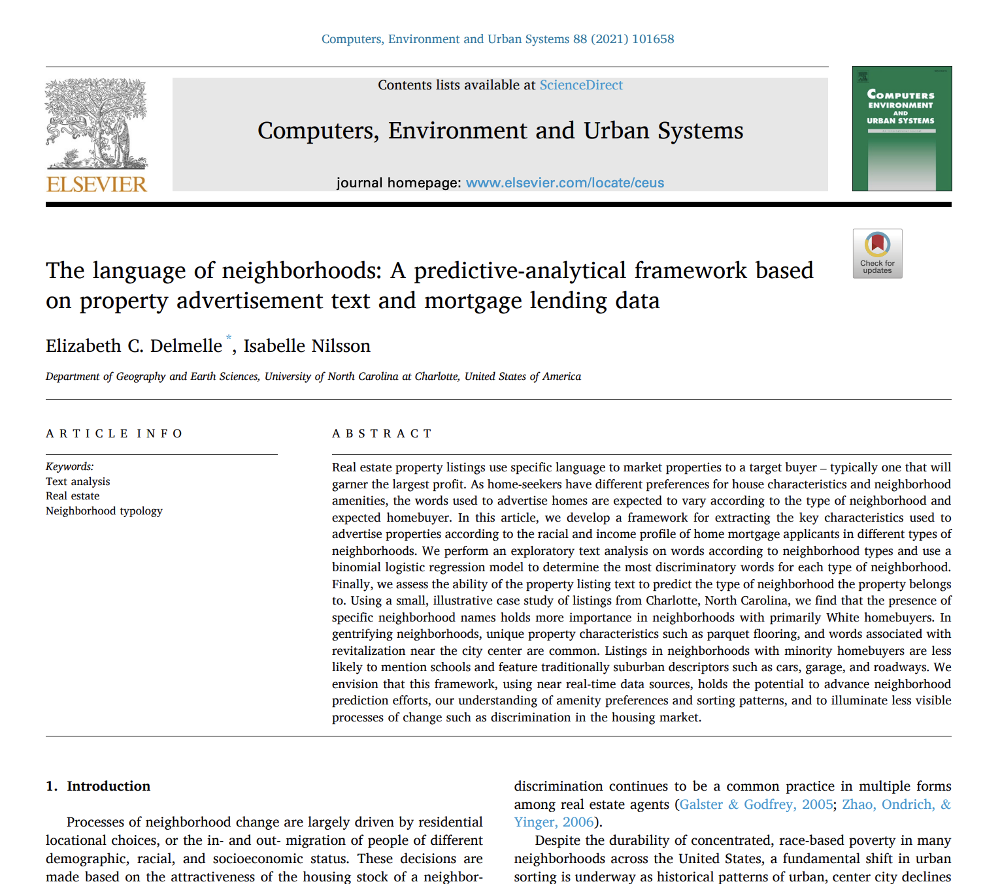 Computers, Environment and Urban Systems 88 (2021) 101658
Contents lists available at ScienceDirect
Computers, Environment and Urban Systems
journal homepage: www.elsevier.com/locate/ceus
NON SOLUS
ELSEVIER
COMPUTERS
ENVIRONMENT
AND
URBAN SYSTEMS
An international journal
Check for
updates
The language of neighborhoods: A predictive-analytical framework based
on property advertisement text and mortgage lending data
Elizabeth C. Delmelle *, Isabelle Nilsson
Department of Geography and Earth Sciences, University of North Carolina at Charlotte, United States of America
ARTICLE INFO
Keywords:
Text analysis
Real estate
Neighborhood typology
ABSTRACT
Real estate property listings use specific language to market properties to a target buyer – typically one that will
garner the largest profit. As home-seekers have different preferences for house characteristics and neighborhood
amenities, the words used to advertise homes are expected to vary according to the type of neighborhood and
expected homebuyer. In this article, we develop a framework for extracting the key characteristics used to
advertise properties according to the racial and income profile of home mortgage applicants in different types of
neighborhoods. We perform an exploratory text analysis on words according to neighborhood types and use a
binomial logistic regression model to determine the most discriminatory words for each type of neighborhood.
Finally, we assess the ability of the property listing text to predict the type of neighborhood the property belongs
to. Using a small, illustrative case study of listings from Charlotte, North Carolina, we find that the presence of
specific neighborhood names holds more importance in neighborhoods with primarily White homebuyers. In
gentrifying neighborhoods, unique property characteristics such as parquet flooring, and words associated with
revitalization near the city center are common. Listings in neighborhoods with minority homebuyers are less
likely to mention schools and feature traditionally suburban descriptors such as cars, garage, and roadways. We
envision that this framework, using near real-time data sources, holds the potential to advance neighborhood
prediction efforts, our understanding of amenity preferences and sorting patterns, and to illuminate less visible
processes of change such as discrimination in the housing market.
1. Introduction
Processes of neighborhood change are largely driven by residential
locational choices, or the in- and out- migration of people of different
demographic, racial, and socioeconomic status. These decisions are
made based on the attractiveness of the housing stock of a neighbor-
discrimination continues to be a common practice in multiple forms
among real estate agents (Galster & Godfrey, 2005; Zhao, Ondrich, &
Yinger, 2006).
Despite the durability of concentrated, race-based poverty in many
neighborhoods across the United States, a fundamental shift in urban
sorting is underway as historical patterns of urban, center city declines